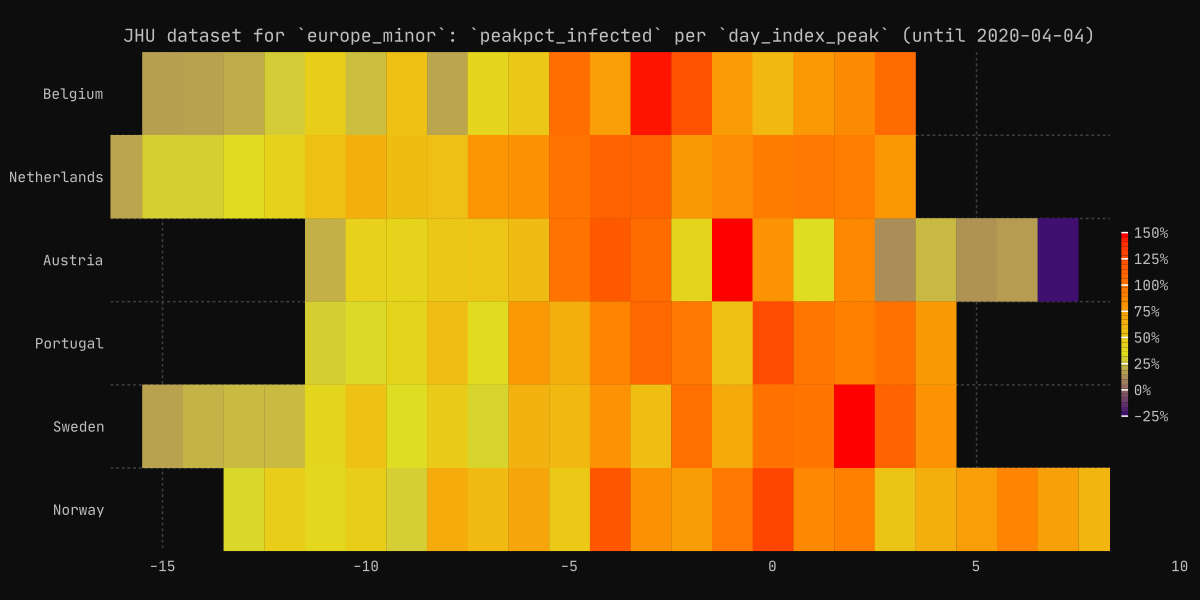 JHU dataset for `europe_minor`: `peakpct_infected` per `day_index_peak` (until 2020-04-04)
Belgium
Netherlands
Austria
Portugal
Sweden
Norway
150%
125%
100%
75%
50%
25%
0%
-25%
-15 -10 -5 0 5 10